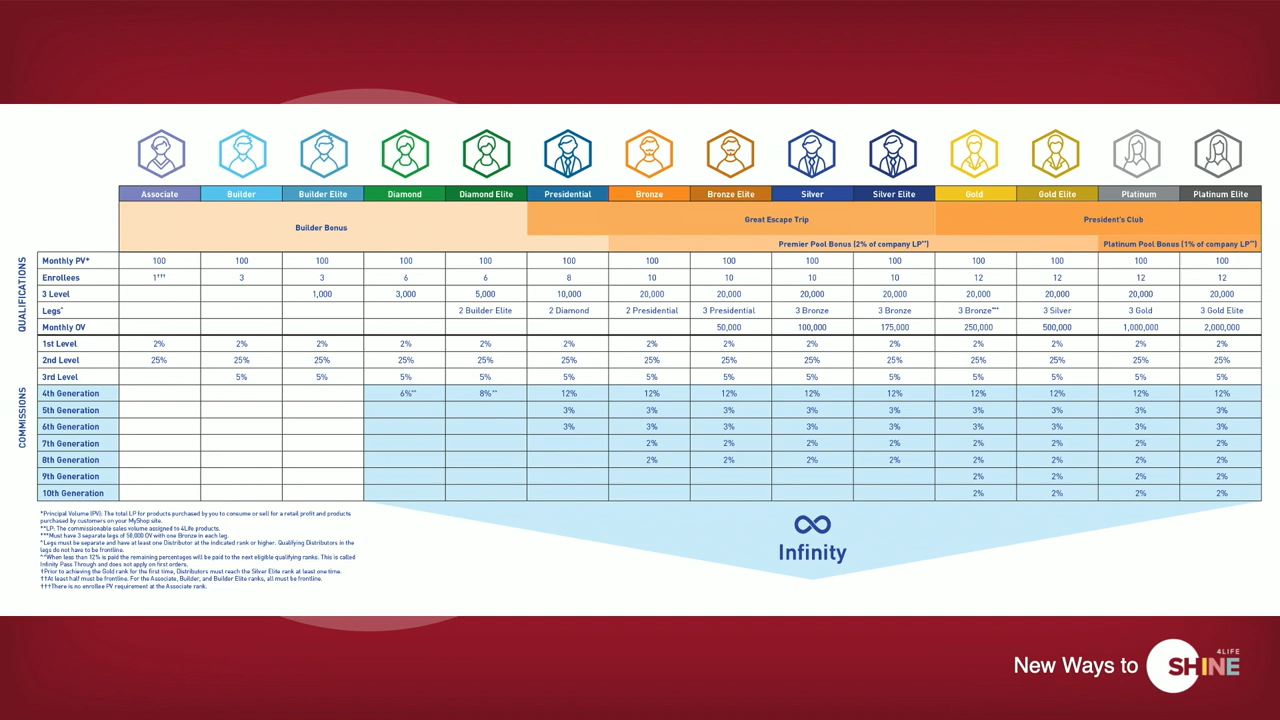 Associate Builder Builder Elite Diamond Diamond Elite Presidential Bronze Bronze Elite Silver Silver Elite Gold Gold Elite Platinum Platinum Elite
Builder Bonus Great Escape Trip President's Club
Premier Pool Bonus (2% of company LP**) Platinum Pool Bonus (1% of company LP**)
QUALIFICATIONS
Monthly PV* 100 100 100 100 100 100 100 100 100 100 100 100 100 100
Enrollees 1††† 3 3 6 6 8 10 10 10 10 12 12 12 12
3 Level 1,000 3,000 5,000 10,000 20,000 20,000 20,000 20,000 20,000 20,000 20,000 20,000
Legs^ 2 Builder Elite 2 Diamond 2 Presidential 3 Presidential 3 Bronze 3 Bronze 3 Bronze*** 3 Silver 3 Gold 3 Gold Elite
Monthly OV 50,000 100,000 175,000 250,000 500,000 1,000,000 2,000,000
COMMISSIONS
1st Level 2% 2% 2% 2% 2% 2% 2% 2% 2% 2% 2% 2% 2% 2%
2nd Level 25% 25% 25% 25% 25% 25% 25% 25% 25% 25% 25% 25% 25% 25%
3rd Level 5% 5% 5% 5% 5% 5% 5% 5% 5% 5% 5% 5% 5%
4th Generation 6%^^ 8%^^ 12% 12% 12% 12% 12% 12% 12% 12% 12%
5th Generation 3% 3% 3% 3% 3% 3% 3% 3% 3%
6th Generation 3% 3% 3% 3% 3% 3% 3% 3% 3%
7th Generation 2% 2% 2% 2% 2% 2% 2% 2%
8th Generation 2% 2% 2% 2% 2% 2% 2% 2%
9th Generation 2% 2% 2% 2%
10th Generation 2% 2% 2% 2%
*Principal Volume (PV): The total LP for products purchased by you to consume or sell for a retail profit and products
purchased by customers on your MyShop site.
**LP: The commissionable sales volume assigned to 4Life products.
***Must have 3 separate legs of 50,000 OV with one Bronze in each leg.
^Legs must be separate and have at least one Distributor at the indicated rank or higher. Qualifying Distributors in the
legs do not have to be frontline.
^^When less than 12% is paid the remaining percentages will be paid to the next eligible qualifying ranks. This is called
Infinity Pass Through and does not apply on first orders.
†Prior to achieving the Gold rank for the first time, Distributors must reach the Silver Elite rank at least one time.
††At least half must be frontline. For the Associate, Builder, and Builder Elite ranks, all must be frontline.
†††There is no enrollee PV requirement at the Associate rank.
Infinity
New Ways to
4LIFE
SHINE